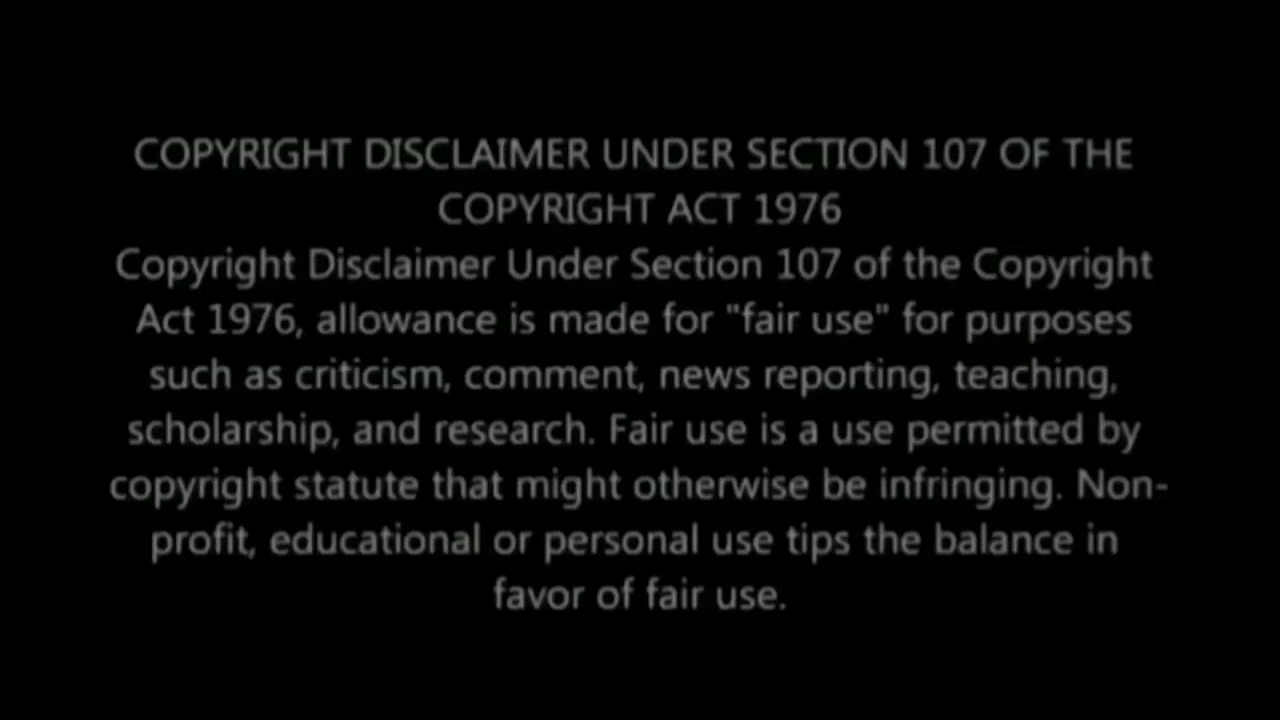 COPYRIGHT DISCLAIMER UNDER SECTION 107 OF THE
COPYRIGHT ACT 1976
Copyright Disclaimer Under Section 107 of the Copyright
Act 1976, allowance is made for "fair use" for purposes
such as criticism, comment, news reporting, teaching,
scholarship, and research. Fair use is a use permitted by
copyright statute that might otherwise be infringing. Non-
profit, educational or personal use tips the balance in
favor of fair use.